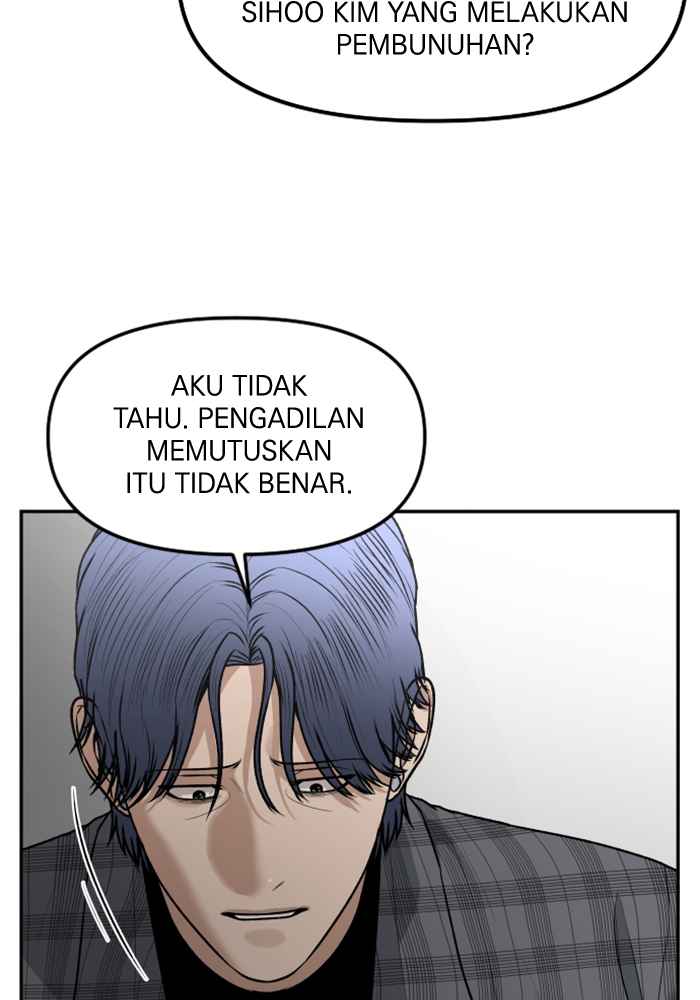 SIHOO KIM YANG MELAKUKAN
PEMBUNUHAN?
AKU TIDAK
TAHU. PENGADILAN
MEMUTUSKAN
ITU TIDAK BENAR.